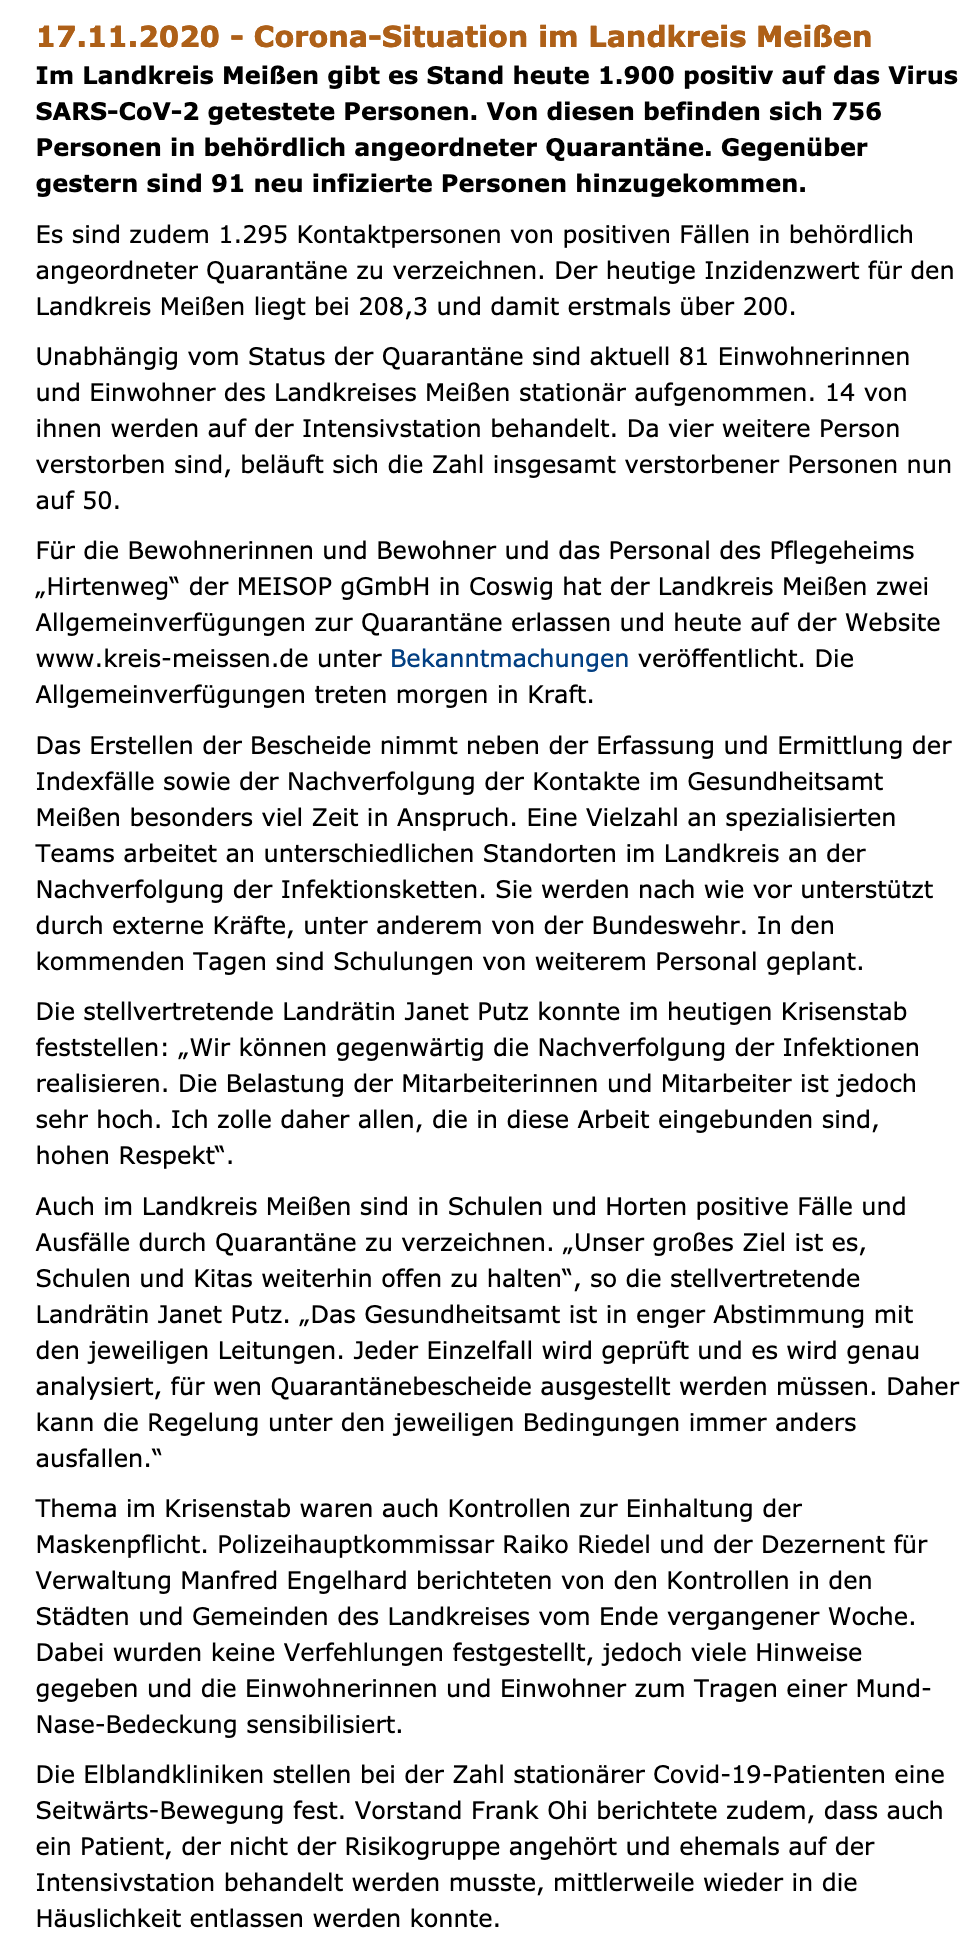 17.11.2020 - Corona-Situation im Landkreis Meißen
Im Landkreis Meißen gibt es Stand heute 1.900 positiv auf das Virus
SARS-CoV-2 getestete Personen. Von diesen befinden sich 756
Personen in behördlich angeordneter Quarantäne. Gegenüber
gestern sind 91 neu infizierte Personen hinzugekommen.
Es sind zudem 1.295 Kontaktpersonen von positiven Fällen in behördlich
angeordneter Quarantäne zu verzeichnen. Der heutige Inzidenzwert für den
Landkreis Meißen liegt bei 208,3 und damit erstmals über 200.
Unabhängig vom Status der Quarantäne sind aktuell 81 Einwohnerinnen
und Einwohner des Landkreises Meißen stationär aufgenommen. 14 von
ihnen werden auf der Intensivstation behandelt. Da vier weitere Person
verstorben sind, beläuft sich die Zahl insgesamt verstorbener Personen nun
auf 50.
Für die Bewohnerinnen und Bewohner und das Personal des Pflegeheims
„Hirtenweg“ der MEISOP gGmbH in Coswig hat der Landkreis Meißen zwei
Allgemeinverfügungen zur Quarantäne erlassen und heute auf der Website
www.kreis-meissen.de unter Bekanntmachungen veröffentlicht. Die
Allgemeinverfügungen treten morgen in Kraft.
Das Erstellen der Bescheide nimmt neben der Erfassung und Ermittlung der
Indexfälle sowie der Nachverfolgung der Kontakte im Gesundheitsamt
Meißen besonders viel Zeit in Anspruch. Eine Vielzahl an spezialisierten
Teams arbeitet an unterschiedlichen Standorten im Landkreis an der
Nachverfolgung der Infektionsketten. Sie werden nach wie vor unterstützt
durch externe Kräfte, unter anderem von der Bundeswehr. In den
kommenden Tagen sind Schulungen von weiterem Personal geplant.
Die stellvertretende Landrätin Janet Putz konnte im heutigen Krisenstab
feststellen: „Wir können gegenwärtig die Nachverfolgung der Infektionen
realisieren. Die Belastung der Mitarbeiterinnen und Mitarbeiter ist jedoch
sehr hoch. Ich zolle daher allen, die in diese Arbeit eingebunden sind,
hohen Respekt“.
Auch im Landkreis Meißen sind in Schulen und Horten positive Fälle und
Ausfälle durch Quarantäne zu verzeichnen. „Unser großes Ziel ist es,
Schulen und Kitas weiterhin offen zu halten“, so die stellvertretende
Landrätin Janet Putz. „Das Gesundheitsamt ist in enger Abstimmung mit
den jeweiligen Leitungen. Jeder Einzelfall wird geprüft und es wird genau
analysiert, für wen Quarantänebescheide ausgestellt werden müssen. Daher
kann die Regelung unter den jeweiligen Bedingungen immer anders
ausfallen.“
Thema im Krisenstab waren auch Kontrollen zur Einhaltung der
Maskenpflicht. Polizeihauptkommissar Raiko Riedel und der Dezernent für
Verwaltung Manfred Engelhard berichteten von den Kontrollen in den
Städten und Gemeinden des Landkreises vom Ende vergangener Woche.
Dabei wurden keine Verfehlungen festgestellt, jedoch viele Hinweise
gegeben und die Einwohnerinnen und Einwohner zum Tragen einer Mund-
Nase-Bedeckung sensibilisiert.
Die Elblandkliniken stellen bei der Zahl stationärer Covid-19-Patienten eine
Seitwärts-Bewegung fest. Vorstand Frank Ohi berichtete zudem, dass auch
ein Patient, der nicht der Risikogruppe angehört und ehemals auf der
Intensivstation behandelt werden musste, mittlerweile wieder in die
Häuslichkeit entlassen werden konnte.